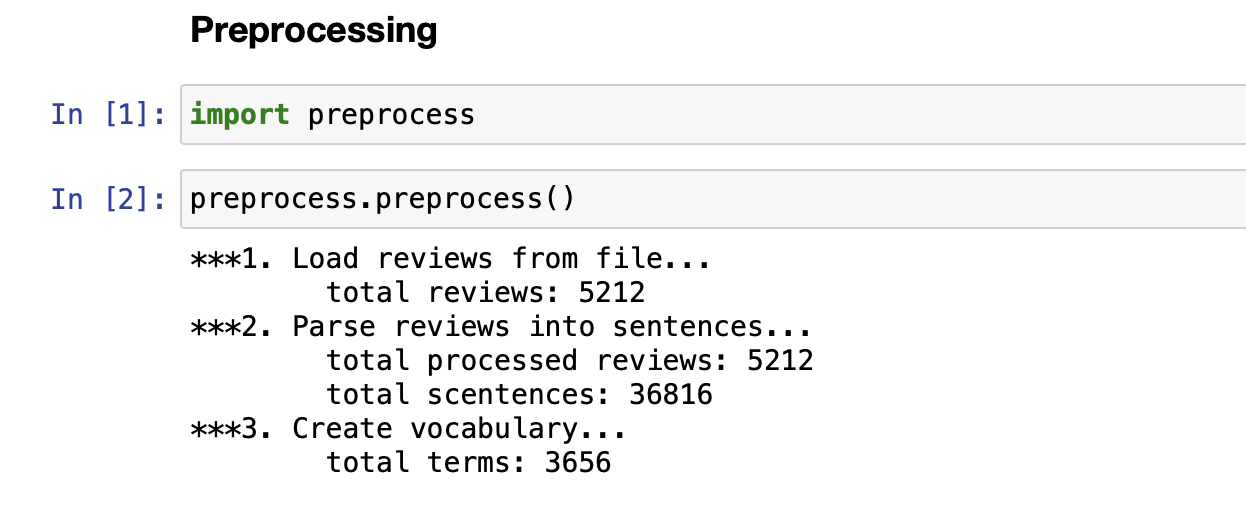 Preprocessing
In [1]: import preprocess
In [2]: preprocess.preprocess()
***1. Load reviews from file...
total reviews: 5212
***2. Parse reviews into sentences...
total processed reviews: 5212
total scentences: 36816
***3. Create vocabulary...
total terms: 3656